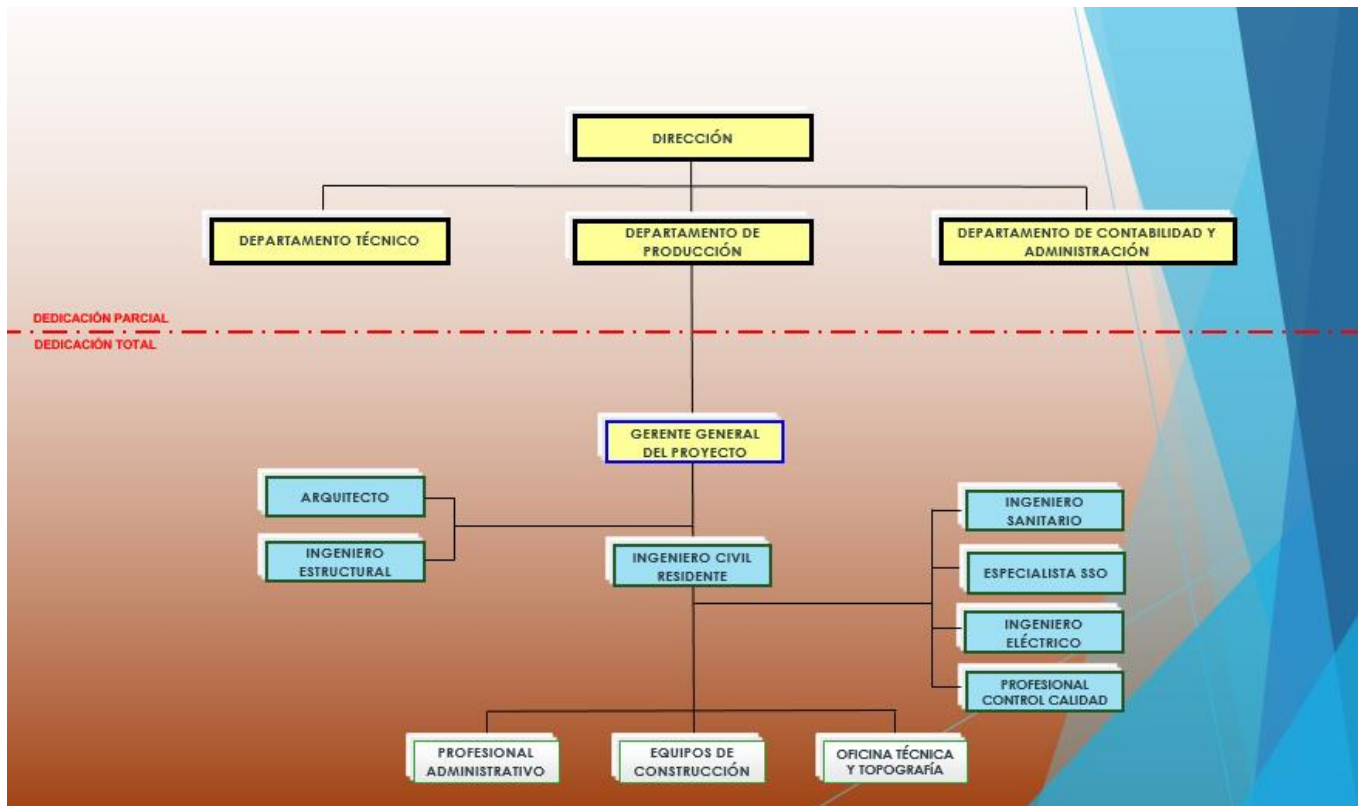 DIRECCIÓN
DEPARTAMENTO TÉCNICO
DEPARTAMENTO DE
PRODUCCIÓN
DEPARTAMENTO DE CONTABILIDAD Y
ADMINISTRACIÓN
DEDICACIÓN PARCIAL
DEDICACIÓN TOTAL
GERENTE GENERAL
DEL PROYECTO
ARQUITECTO
INGENIERO
ESTRUCTURAL
INGENIERO CIVIL
RESIDENTE
INGENIERO
SANITARIO
ESPECIALISTA SSO
INGENIERO
ELÉCTRICO
PROFESIONAL
CONTROL CALIDAD
PROFESIONAL
ADMINISTRATIVO
EQUIPOS DE
CONSTRUCCIÓN
OFICINA TÉCNICA
Y TOPOGRAFÍA